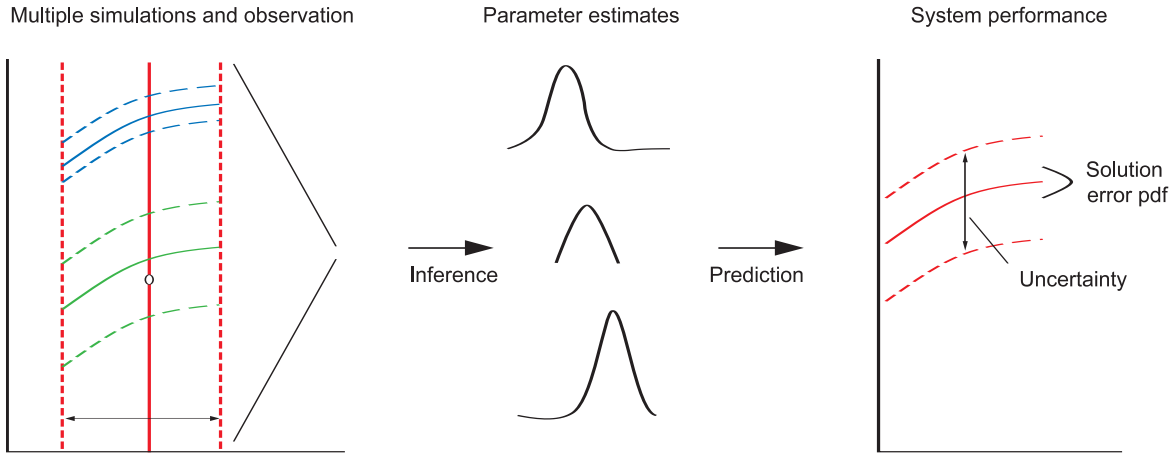 Multiple simulations and observation
Parameter estimates
System performance
Inference
Prediction
Solution
error pdf
Uncertainty